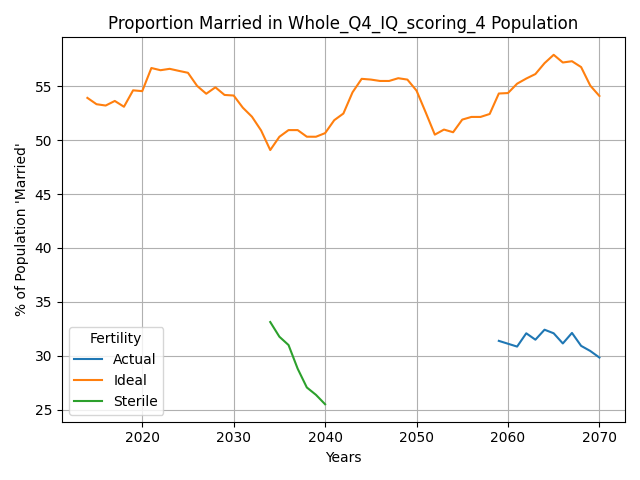 Proportion Married in Whole_Q4_IQ_scoring_4 Population
% of Population 'Married'
55
50
45
40
35
30
25
Fertility
Actual
Ideal
Sterile
2020 2030 2040 2050 2060 2070
Years